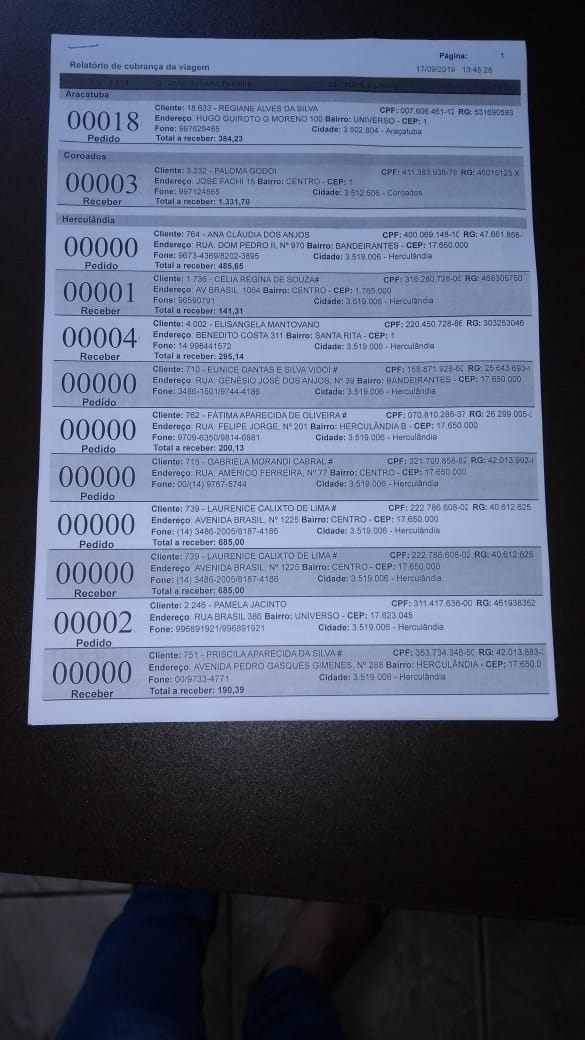 Página: 1
Relatório de cobrança da viagem
17/09/2019 13:45:28
Aracatuba
00018
Pedido
Cliente: 18.633 - REGIANE ALVES DA SILVA CPF: 007.606.461-12 RG: 531690593
Endereço: HUGO GUIROTO G MORENO 100 Bairro: UNIVERSO - CEP: 1
Fone: 997626485 Cidade: 3.502.804 - Araçatuba
Total a receber: 384,23
Coroados
00003
Receber
Cliente: 3.232 - PALOMA GODOI CPF: 411.383.938-78 RG: 40015123 X
Endereço: JOSE FACHI 15 Bairro: CENTRO - CEP: 1
Fone: 997124865 Cidade: 3.512.506 - Coroados
Total a receber: 1.331,70
Herculândia
00000
Pedido
Cliente: 764 - ANA CLÁUDIA DOS ANJOS CPF: 400.069.148-10 RG: 47.661.858-
Endereço: RUA: DOM PEDRO II, Nº 970 Bairro: BANDEIRANTES - CEP: 17.650.000
Fone: 9673-4369/8202-3895 Cidade: 3.519.006 - Herculândia
Total a receber: 485,65
00001
Receber
Cliente: 1.736 - CELIA REGINA DE SOUZA# CPF: 316.280.728-06 RG: 468305750
Endereço: AV BRASIL 1064 Bairro: CENTRO - CEP: 1.765.000
Fone: 96590791 Cidade: 3.519.006 - Herculândia
Total a receber: 141,31
00004
Receber
Cliente: 4.002 - ELISANGELA MANTOVANO CPF: 220.450.728-86 RG: 303253046
Endereço: BENEDITO COSTA 311 Bairro: SANTA RITA - CEP: 1
Fone: 14 998441572 Cidade: 3.519.006 - Herculândia
Total a receber: 295,14
00000
Pedido
Cliente: 710 - EUNICE DANTAS E SILVA VIDOI # CPF: 158.871.928-60 RG: 25.643.693-
Endereço: RUA: GENÉSIO JOSÉ DOS ANJOS, Nº 39 Bairro: BANDEIRANTES - CEP: 17.650.000
Fone: 3486-1501/9744-4186 Cidade: 3.519.006 - Herculândia
00000
Pedido
Cliente: 762 - FÁTIMA APARECIDA DE OLIVEIRA # CPF: 070.810.288-37 RG: 26.299.005-
Endereço: RUA: FELIPE JORGE, Nº 201 Bairro: HERCULÂNDIA B - CEP: 17.650.000
Fone: 9709-6350/9814-6881 Cidade: 3.519.006 - Herculândia
Total a receber: 200,13
00000
Pedido
Cliente: 715 - GABRIELA MORANDI CABRAL # CPF: 321.700.858-62 RG: 42.013.992-
Endereço: RUA: AMÉRICO FERREIRA, Nº 77 Bairro: CENTRO - CEP: 17.650.000
Fone: 00/(14) 9767-5744 Cidade: 3.519.006 - Herculândia
00000
Pedido
Cliente: 739 - LAURENICE CALIXTO DE LIMA # CPF: 222.786.608-02 RG: 40.612.625
Endereço: AVENIDA BRASIL, Nº 1225 Bairro: CENTRO - CEP: 17.650.000
Fone: (14) 3486-2005/8187-4186 Cidade: 3.519.006 - Herculândia
Total a receber: 685,00
00000
Receber
Cliente: 739 - LAURENICE CALIXTO DE LIMA # CPF: 222.786.608-02 RG: 40.612.625
Endereço: AVENIDA BRASIL, Nº 1225 Bairro: CENTRO - CEP: 17.650.000
Fone: (14) 3486-2005/8187-4186 Cidade: 3.519.006 - Herculândia
Total a receber: 685,00
00002
Pedido
Cliente: 2.246 - PAMELA JACINTO CPF: 311.417.638-00 RG: 461938352
Endereço: RUA BRASIL 386 Bairro: UNIVERSO - CEP: 17.623.045
Fone: 996891921/996891921 Cidade: 3.519.006 - Herculândia
00000
Receber
Cliente: 751 - PRISCILA APARECIDA DA SILVA # CPF: 353.734.348-50 RG: 42.013.883-
Endereço: AVENIDA PEDRO GASQUES GIMENES, Nº 288 Bairro: HERCULÂNDIA - CEP: 17.650.0
Fone: 00/9733-4771 Cidade: 3.519.006 - Herculândia
Total a receber: 190,39